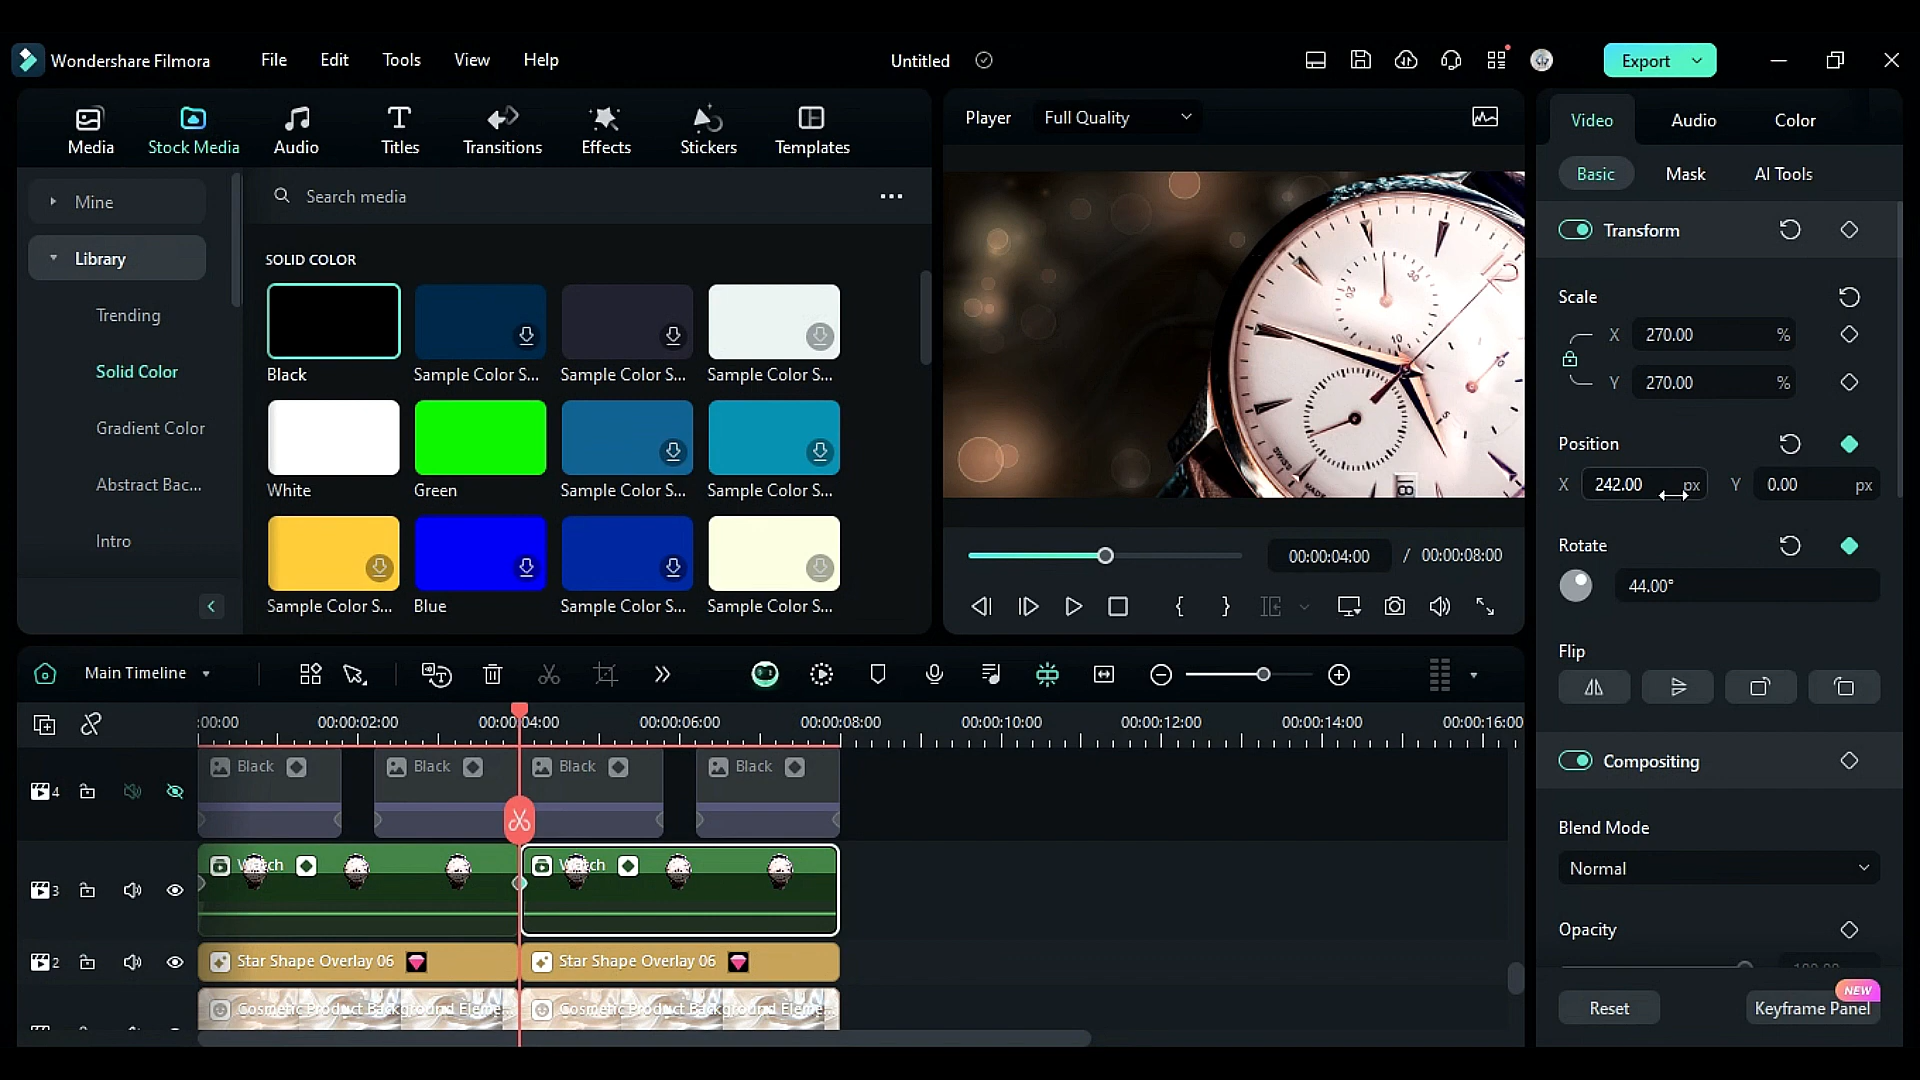 Wondershare Filmora
File
Edit
Tools
View
Help
Untitled
Export
Media
Stock Media
Audio
Titles
Transitions
Effects
Stickers
Templates
Mine
Library
Trending
Solid Color
Gradient Color
Abstract Bac...
Intro
Search media
SOLID COLOR
Black
Sample Color S...
Sample Color S...
Sample Color S...
White
Green
Sample Color S...
Sample Color S...
Sample Color S...
Blue
Sample Color S...
Sample Color S...
Player
Full Quality
00:00:04:00 / 00:00:08:00
Video
Audio
Color
Basic
Mask
AI Tools
Transform
Scale
X 270.00 %
Y 270.00 %
Position
X 242.00 px Y 0.00 px
Rotate
44.00°
Flip
Compositing
Blend Mode
Normal
Opacity
Reset
NEW
Keyframe Panel
Main Timeline
:00:00
00:00:02:00
00:00:04:00
00:00:06:00
00:00:08:00
00:00:10:00
00:00:12:00
00:00:14:00
00:00:16:00
4
Black
Black
Black
Black
3
Watch
Watch
2
Star Shape Overlay 06
Star Shape Overlay 06
Cosmetic Product Background Eleme...
Cosmetic Product Background Eleme...